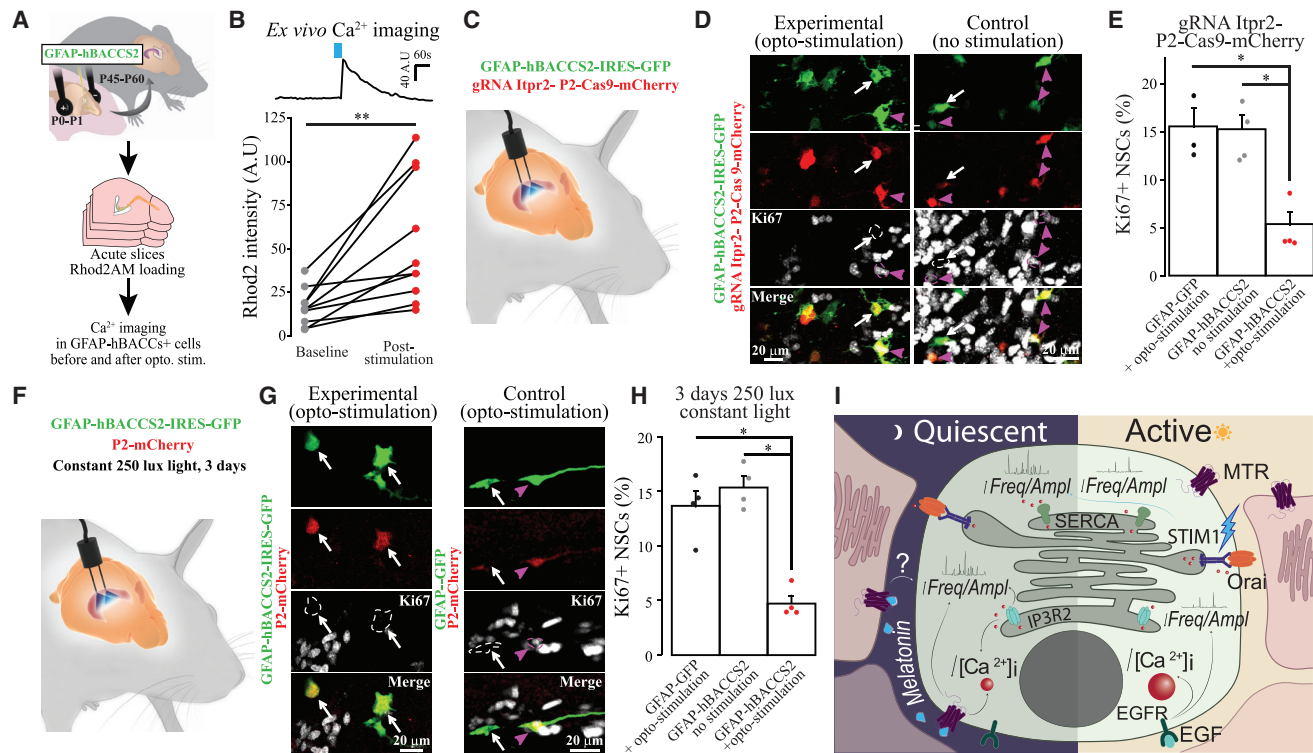 A
GFAP-hBACCS2
P45-P60
P0-P1
+
-
Acute slices
Rhod2AM loading
Ca2+ imaging
in GFAP-hBACCs+ cells
before and after opto. stim.
B
Ex vivo Ca2+ imaging
60s
40.A.U
**
Rhod2 intensity (A.U)
125
100
75
50
25
0
Baseline
Post-
stimulation
C
GFAP-hBACCS2-IRES-GFP
gRNA Itpr2- P2-Cas9-mCherry
D
Experimental
(opto-stimulation)
Control
(no stimulation)
GFAP-hBACCS2-IRES-GFP
gRNA Itpr2- P2-Cas 9-mCherry
Ki67
Merge
20 µm
20 µm
E
gRNA Itpr2-
P2-Cas9-mCherry
*
*
Ki67+ NSCs (%)
20
15
10
5
0
GFAP-GFP
+ opto-stimulation
GFAP-hBACCS2
no stimulation
GFAP-hBACCS2
+opto-stimulation
F
GFAP-hBACCS2-IRES-GFP
P2-mCherry
Constant 250 lux light, 3 days
G
Experimental
(opto-stimulation)
Control
(opto-stimulation)
GFAP-hBACCS2-IRES-GFP
P2-mCherry
GFAP--GFP
P2-mCherry
Ki67
Ki67
Merge
Merge
20 µm
20 µm
H
3 days 250 lux
constant light
*
*
Ki67+ NSCs (%)
20
15
10
5
0
GFAP-GFP
+ opto-stimulation
GFAP-hBACCS2
no stimulation
GFAP-hBACCS2
+opto-stimulation
I
Quiescent
Active
MTR
Freq/Ampl
Freq/Ampl
SERCA
STIM1
Orai
?
Freq/Ampl
Freq/Ampl
IP3R2
Melatonin
/[Ca 2+]i
/[Ca 2+]i
EGFR
EGF